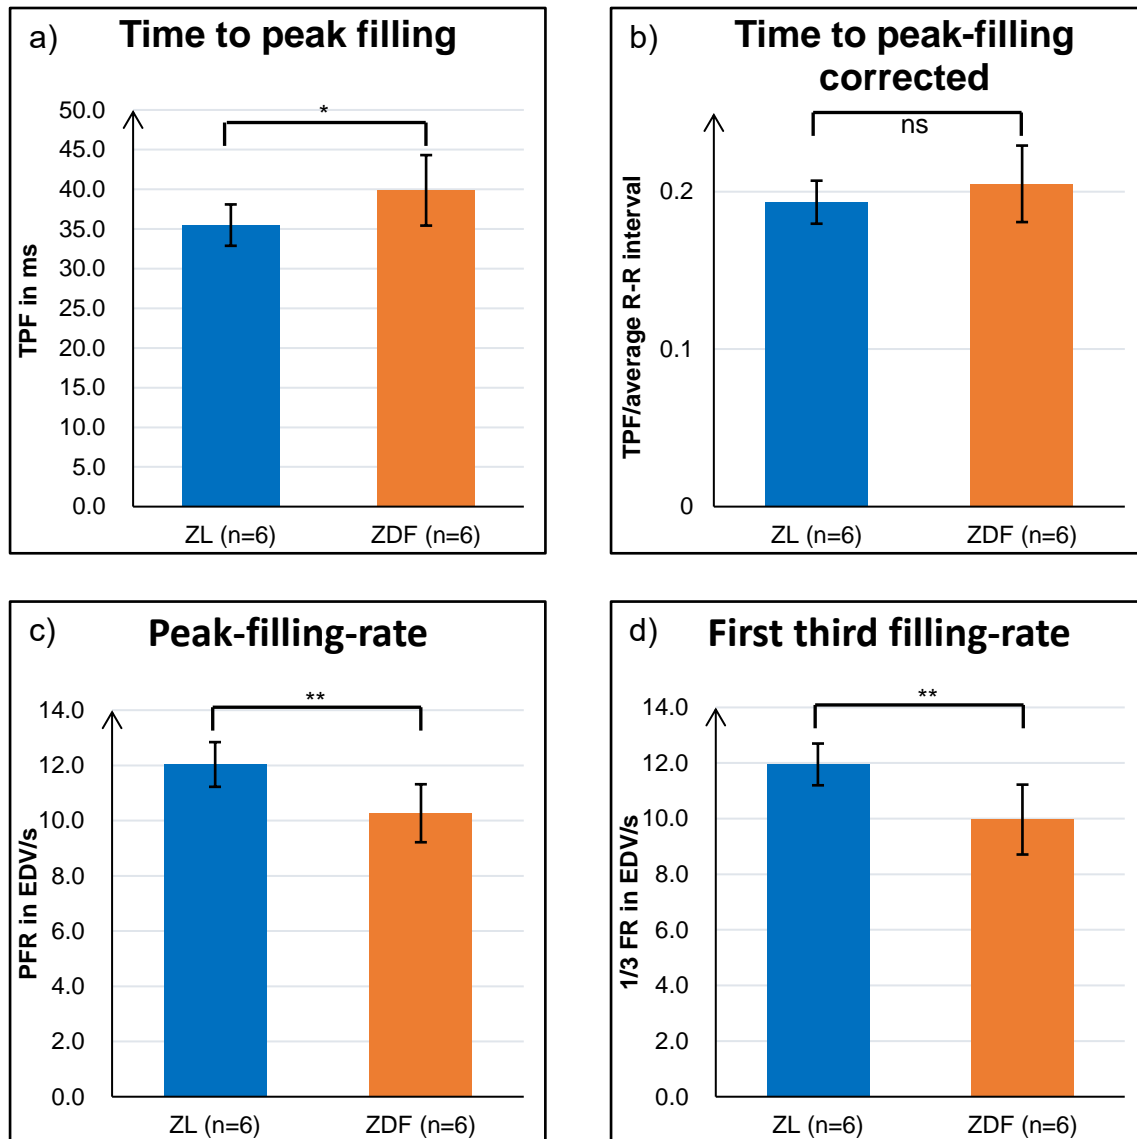 a) Time to peak filling
*
50.0
45.0
40.0
35.0
30.0
25.0
20.0
15.0
10.0
5.0
0.0
TPF in ms
ZL (n=6) ZDF (n=6)
b) Time to peak-filling
corrected
ns
0.2
0.1
0
TPF/average R-R interval
ZL (n=6) ZDF (n=6)
c) Peak-filling-rate
**
14.0
12.0
10.0
8.0
6.0
4.0
2.0
0.0
PFR in EDV/s
ZL (n=6) ZDF (n=6)
d) First third filling-rate
**
14.0
12.0
10.0
8.0
6.0
4.0
2.0
0.0
1/3 FR in EDV/s
ZL (n=6) ZDF (n=6)